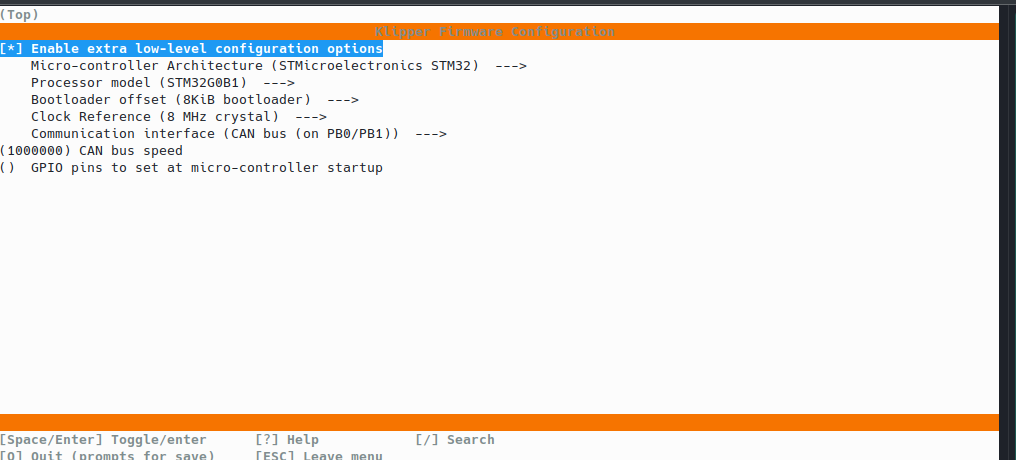 (Top)
Klipper Firmware Configuration
[*] Enable extra low-level configuration options
Micro-controller Architecture (STMicroelectronics STM32)  --->
Processor model (STM32G0B1)  --->
Bootloader offset (8KiB bootloader)  --->
Clock Reference (8 MHz crystal)  --->
Communication interface (CAN bus (on PB0/PB1))  --->
(1000000) CAN bus speed
()  GPIO pins to set at micro-controller startup
[Space/Enter] Toggle/enter      [?] Help            [/] Search
[Q] Quit (prompts for save)     [ESC] Leave menu